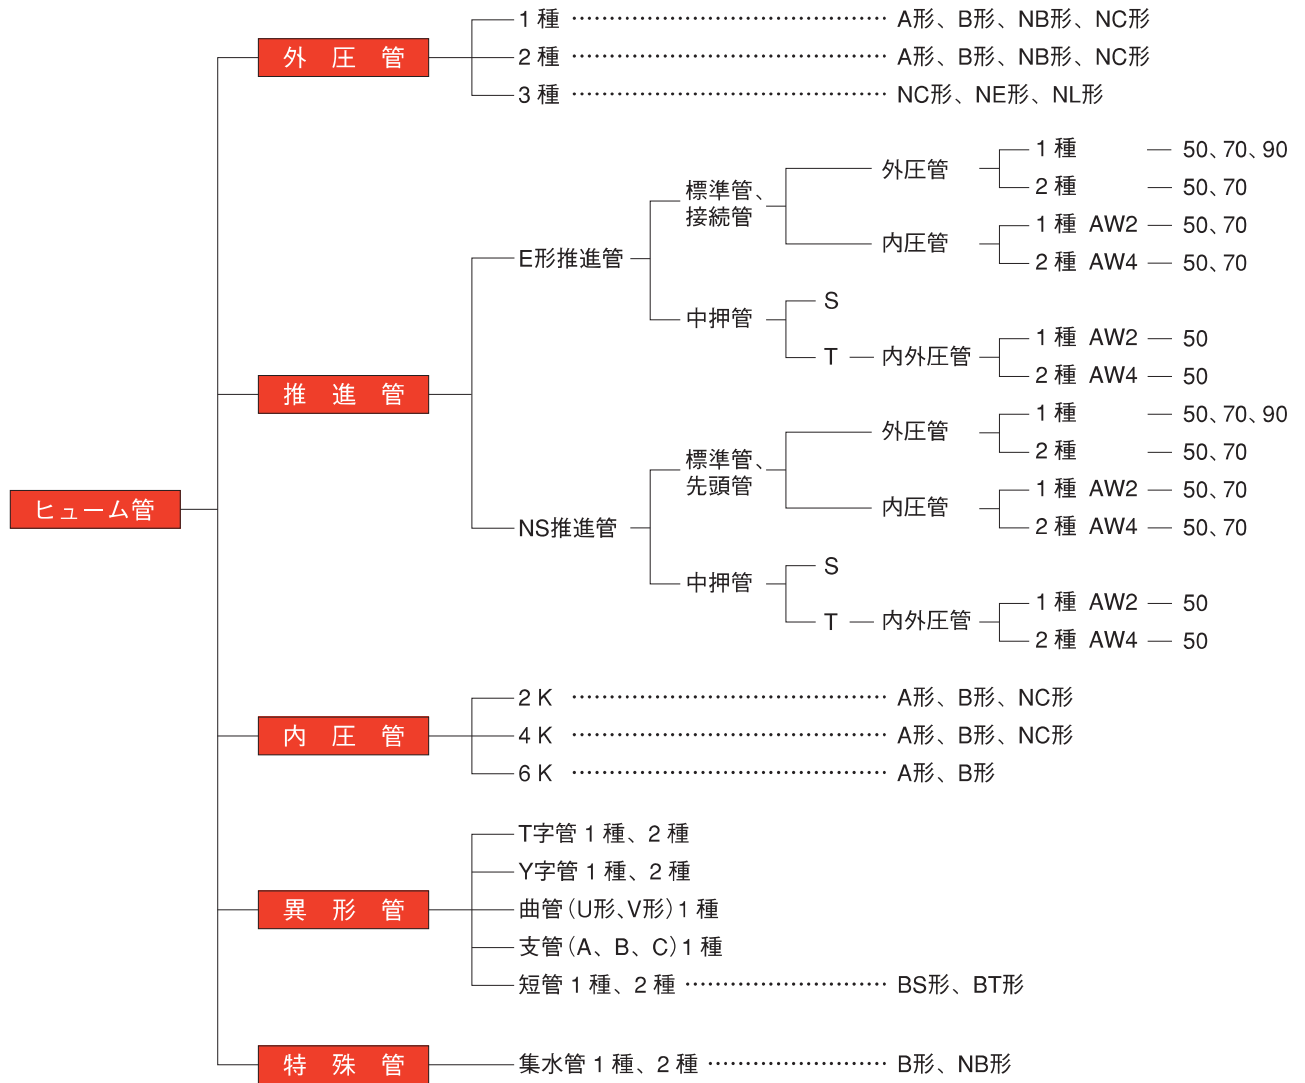 1種 ……………………………… A形、B形、NB形、NC形
外圧管 2種 ……………………………… A形、B形、NB形、NC形
3種 ……………………………… NC形、NE形、NL形
1種 — 50、70、90
外圧管
標準管、 2種 — 50、70
接続管
1種 AW2 — 50、70
内圧管
E形推進管 2種 AW4 — 50、70
S
中押管
1種 AW2 — 50
T — 内外圧管
2種 AW4 — 50
推進管
1種 — 50、70、90
外圧管
2種 — 50、70
標準管、
先頭管
1種 AW2 — 50、70
ヒューム管 内圧管
NS推進管 2種 AW4 — 50、70
S
中押管
1種 AW2 — 50
T — 内外圧管
2種 AW4 — 50
2K ……………………………… A形、B形、NC形
内圧管 4K ……………………………… A形、B形、NC形
6K ……………………………… A形、B形
T字管 1種、2種
Y字管 1種、2種
異形管 曲管(U形、V形)1種
支管(A、B、C)1種
短管 1種、2種 …………………… BS形、BT形
特殊管 集水管 1種、2種 ………………… B形、NB形